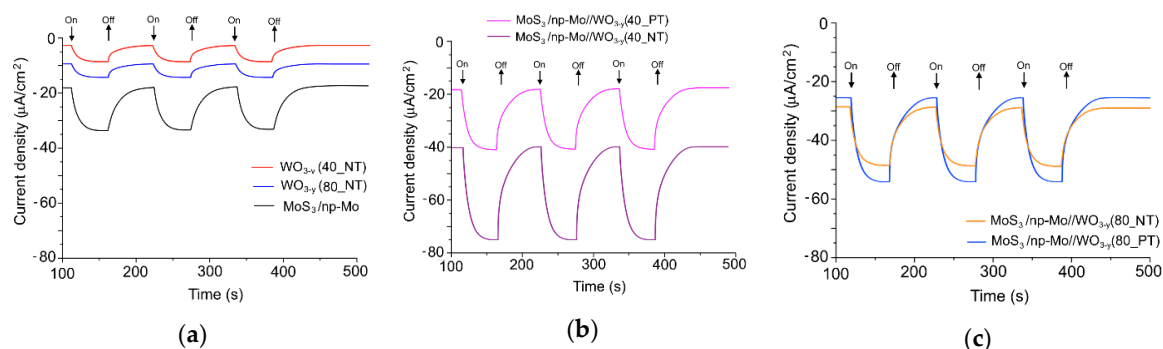 On Off On Off On Off
0
-20
-40
-60
-80
Current density (µA/cm²)
WO₃₋ᵥ (40_NT)
WO₃₋ᵧ (80_NT)
MoS₃ /np-Mo
100 200 300 400 500
Time (s)
(a)
MoS₃ /np-Mo//WO₃₋ᵧ(40_PT)
MoS₃ /np-Mo//WO₃₋ᵧ(40_NT)
On Off On Off On Off
0
-20
-40
-60
-80
Current density (µA/cm²)
100 200 300 400 500
Time (s)
(b)
On Off On Off On Off
0
-20
-40
-60
-80
Current density (µA/cm²)
MoS₃ /np-Mo//WO₃₋ᵧ(80_NT)
MoS₃ /np-Mo//WO₃₋ᵧ(80_PT)
100 200 300 400 500
Time (s)
(c)